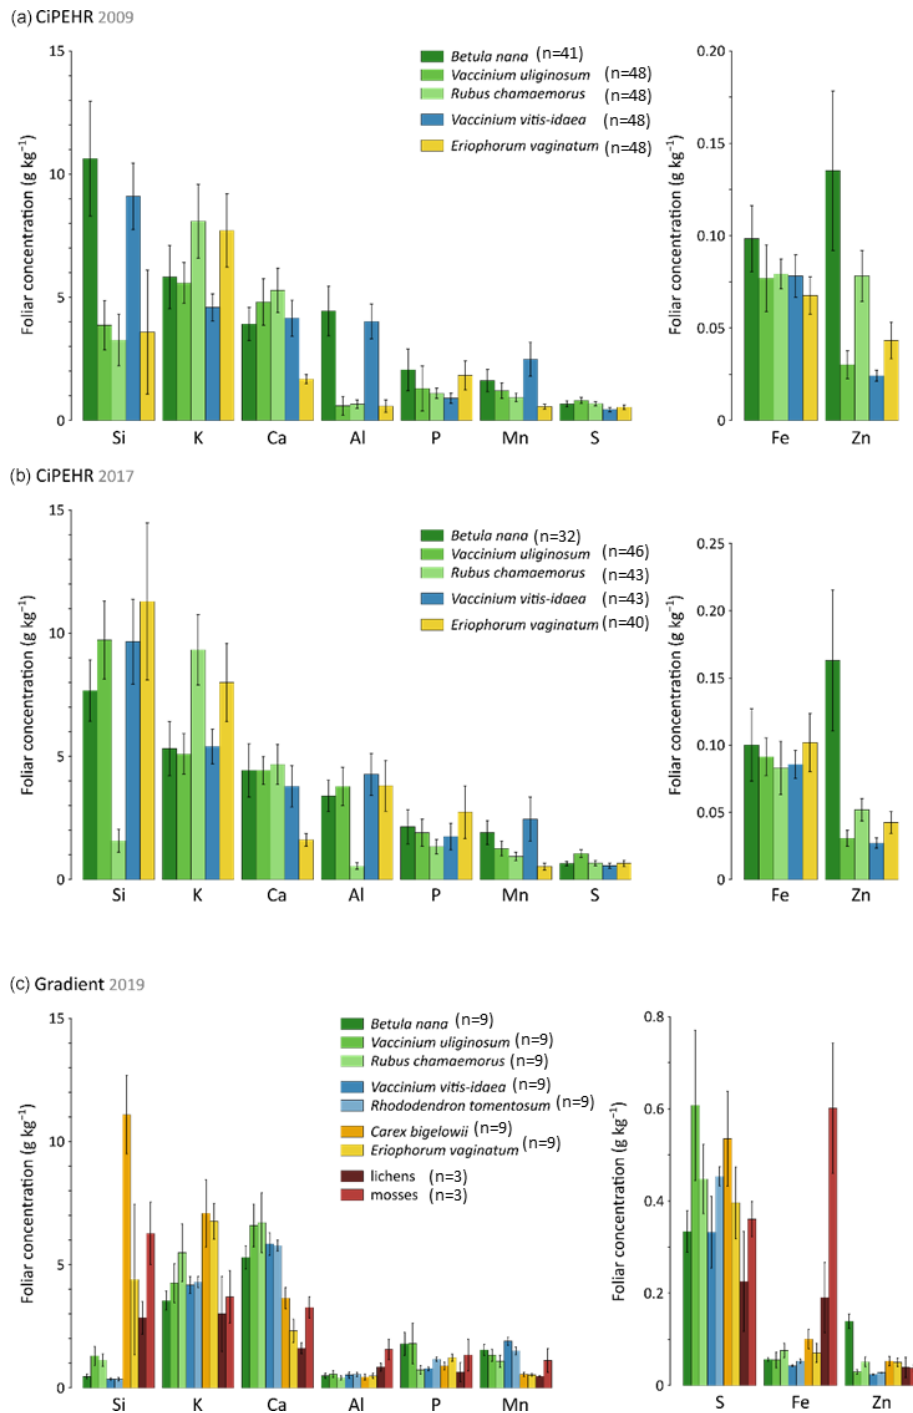 (a) CiPEHR 2009
Foliar concentration (g kg⁻¹)
15
10
5
0
Betula nana (n=41)
Vaccinium uliginosum (n=48)
Rubus chamaemorus (n=48)
Vaccinium vitis-idaea (n=48)
Eriophorum vaginatum (n=48)
Si K Ca Al P Mn S
Foliar concentration (g kg⁻¹)
0.20
0.15
0.10
0.05
0
Fe Zn
(b) CiPEHR 2017
Foliar concentration (g kg⁻¹)
15
10
5
0
Betula nana (n=32)
Vaccinium uliginosum (n=46)
Rubus chamaemorus (n=43)
Vaccinium vitis-idaea (n=43)
Eriophorum vaginatum (n=40)
Si K Ca Al P Mn S
Foliar concentration (g kg⁻¹)
0.25
0.20
0.15
0.10
0.05
0
Fe Zn
(c) Gradient 2019
Foliar concentration (g kg⁻¹)
15
10
5
0
Betula nana (n=9)
Vaccinium uliginosum (n=9)
Rubus chamaemorus (n=9)
Vaccinium vitis-idaea (n=9)
Rhododendron tomentosum (n=9)
Carex bigelowii (n=9)
Eriophorum vaginatum (n=9)
lichens (n=3)
mosses (n=3)
Si K Ca Al P Mn
Foliar concentration (g kg⁻¹)
0.8
0.6
0.4
0.2
0
S Fe Zn